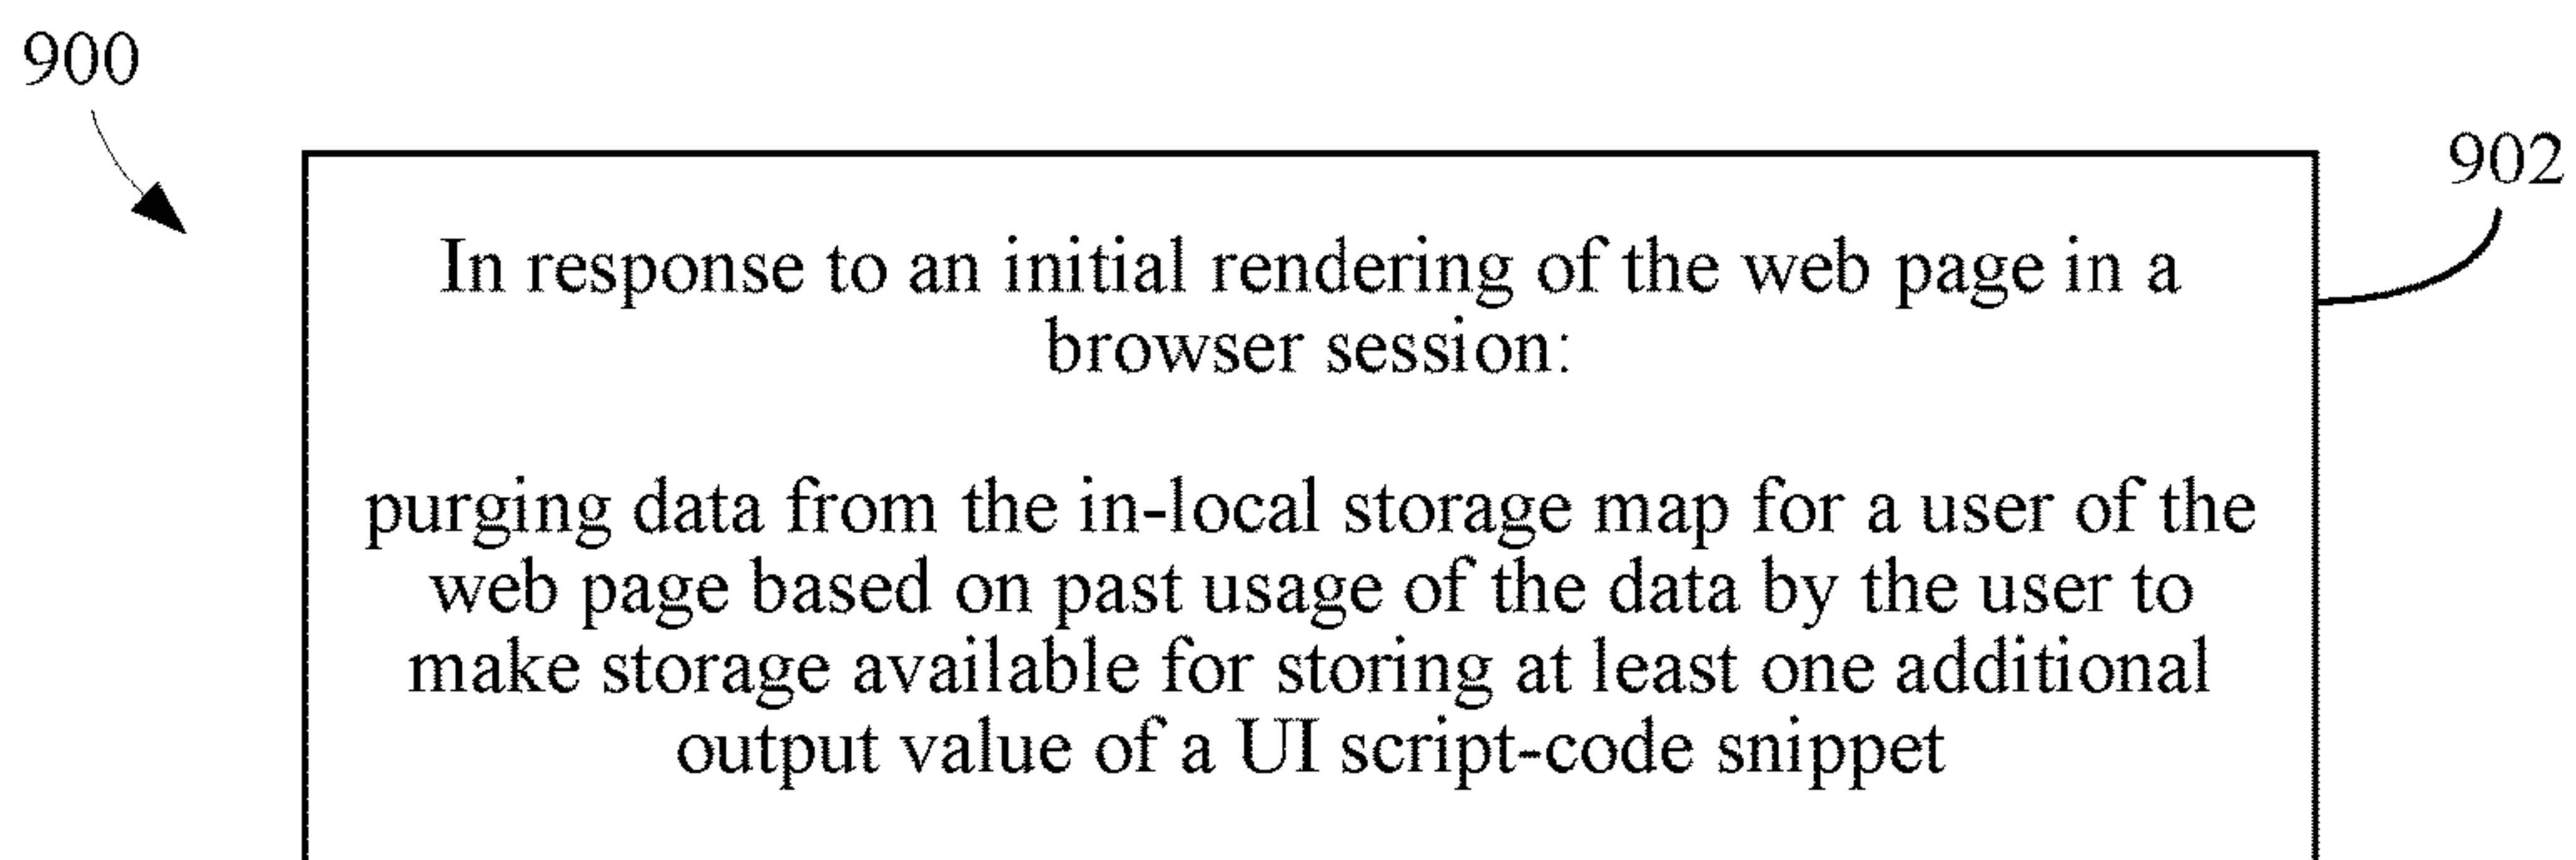 900
902
In response to an initial rendering of the web page in a
browser session:
purging data from the in-local storage map for a user of the
web page based on past usage of the data by the user to
make storage available for storing at least one additional
output value of a UI script-code snippet